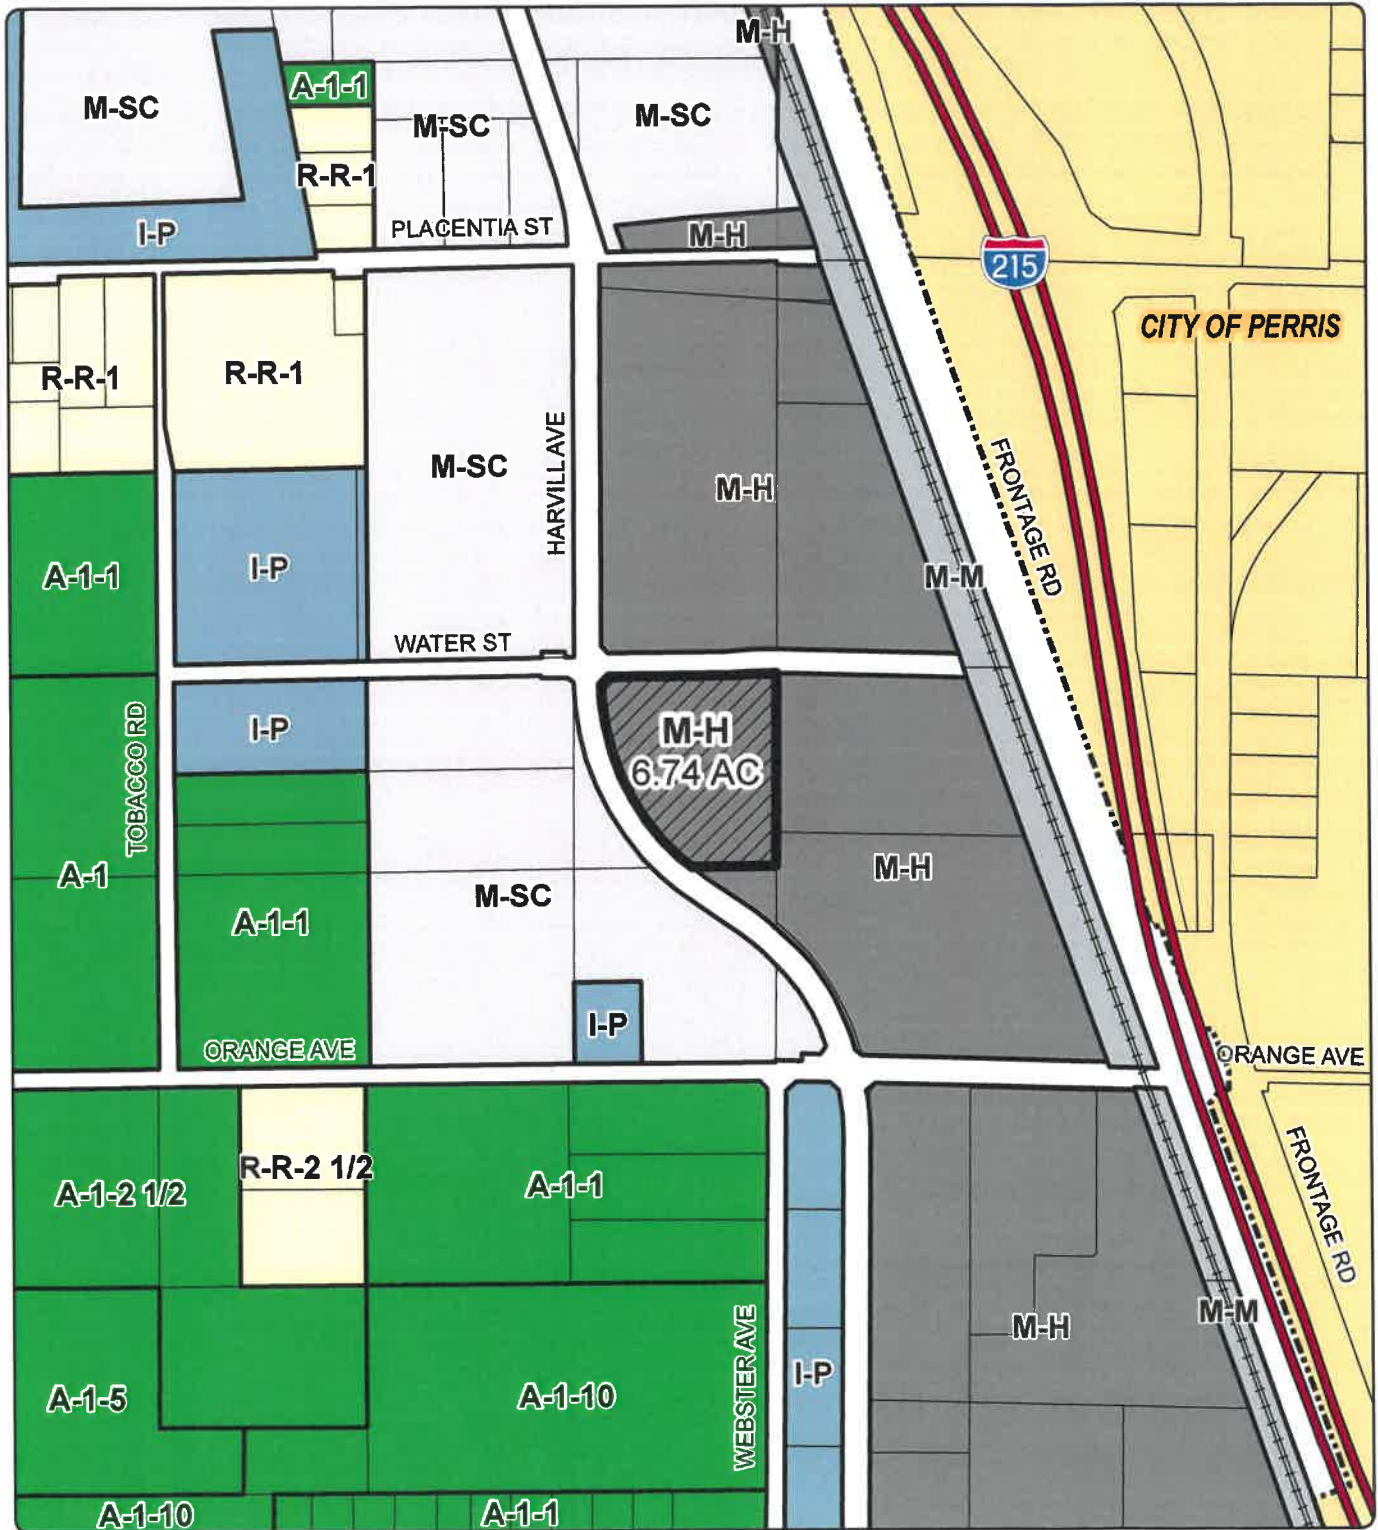 M-H
M-SC
A-1-1
M-SC
M-SC
R-R-1
PLACENTIA ST
I-P
M-H
215
CITY OF PERRIS
R-R-1
R-R-1
HARVILL AVE
M-SC
M-H
FRONTAGE RD
A-1-1
I-P
M-M
WATER ST
TOBACCO RD
I-P
M-H
6.74 AC
A-1
M-SC
M-H
A-1-1
I-P
ORANGE AVE
ORANGE AVE
R-R-2 1/2
A-1-2 1/2
A-1-1
FRONTAGE RD
M-H
M-M
WEBSTER AVE
A-1-5
A-1-10
I-P
A-1-10
A-1-1